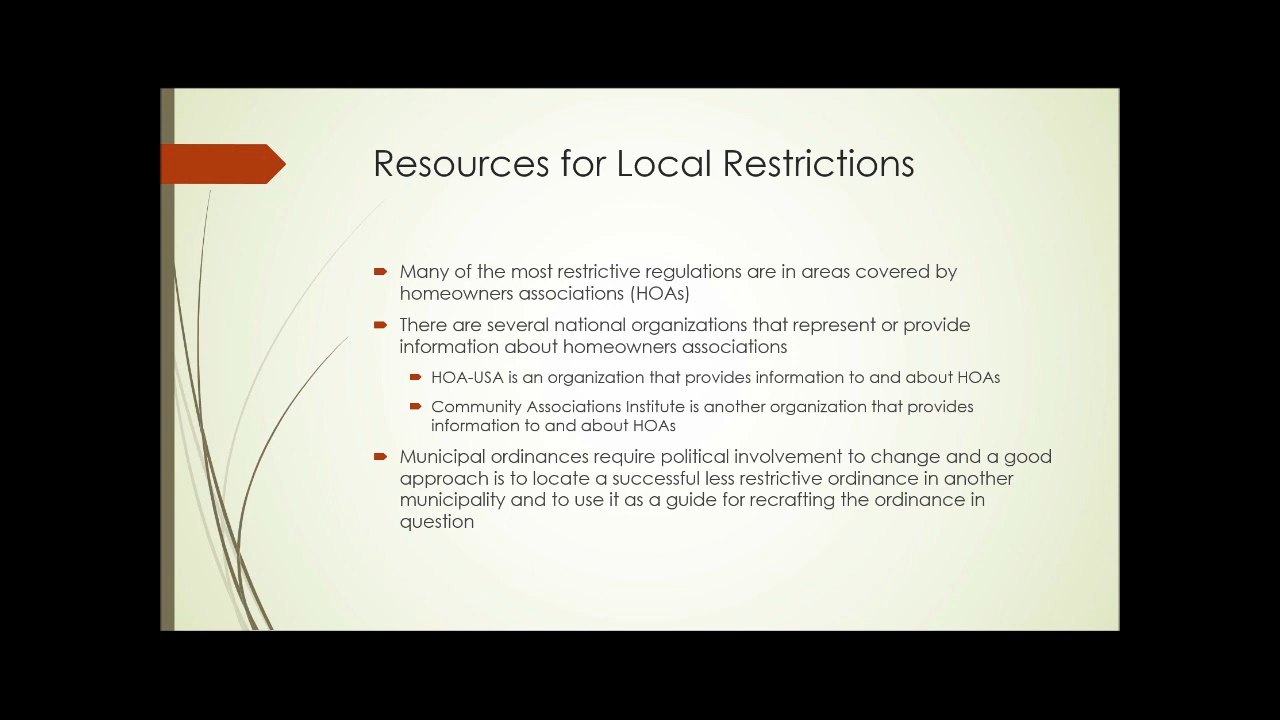 Resources for Local Restrictions
Many of the most restrictive regulations are in areas covered by
homeowners associations (HOAs)
There are several national organizations that represent or provide
information about homeowners associations
HOA-USA is an organization that provides information to and about HOAs
Community Associations Institute is another organization that provides
information to and about HOAs
Municipal ordinances require political involvement to change and a good
approach is to locate a successful less restrictive ordinance in another
municipality and to use it as a guide for recrafting the ordinance in
question